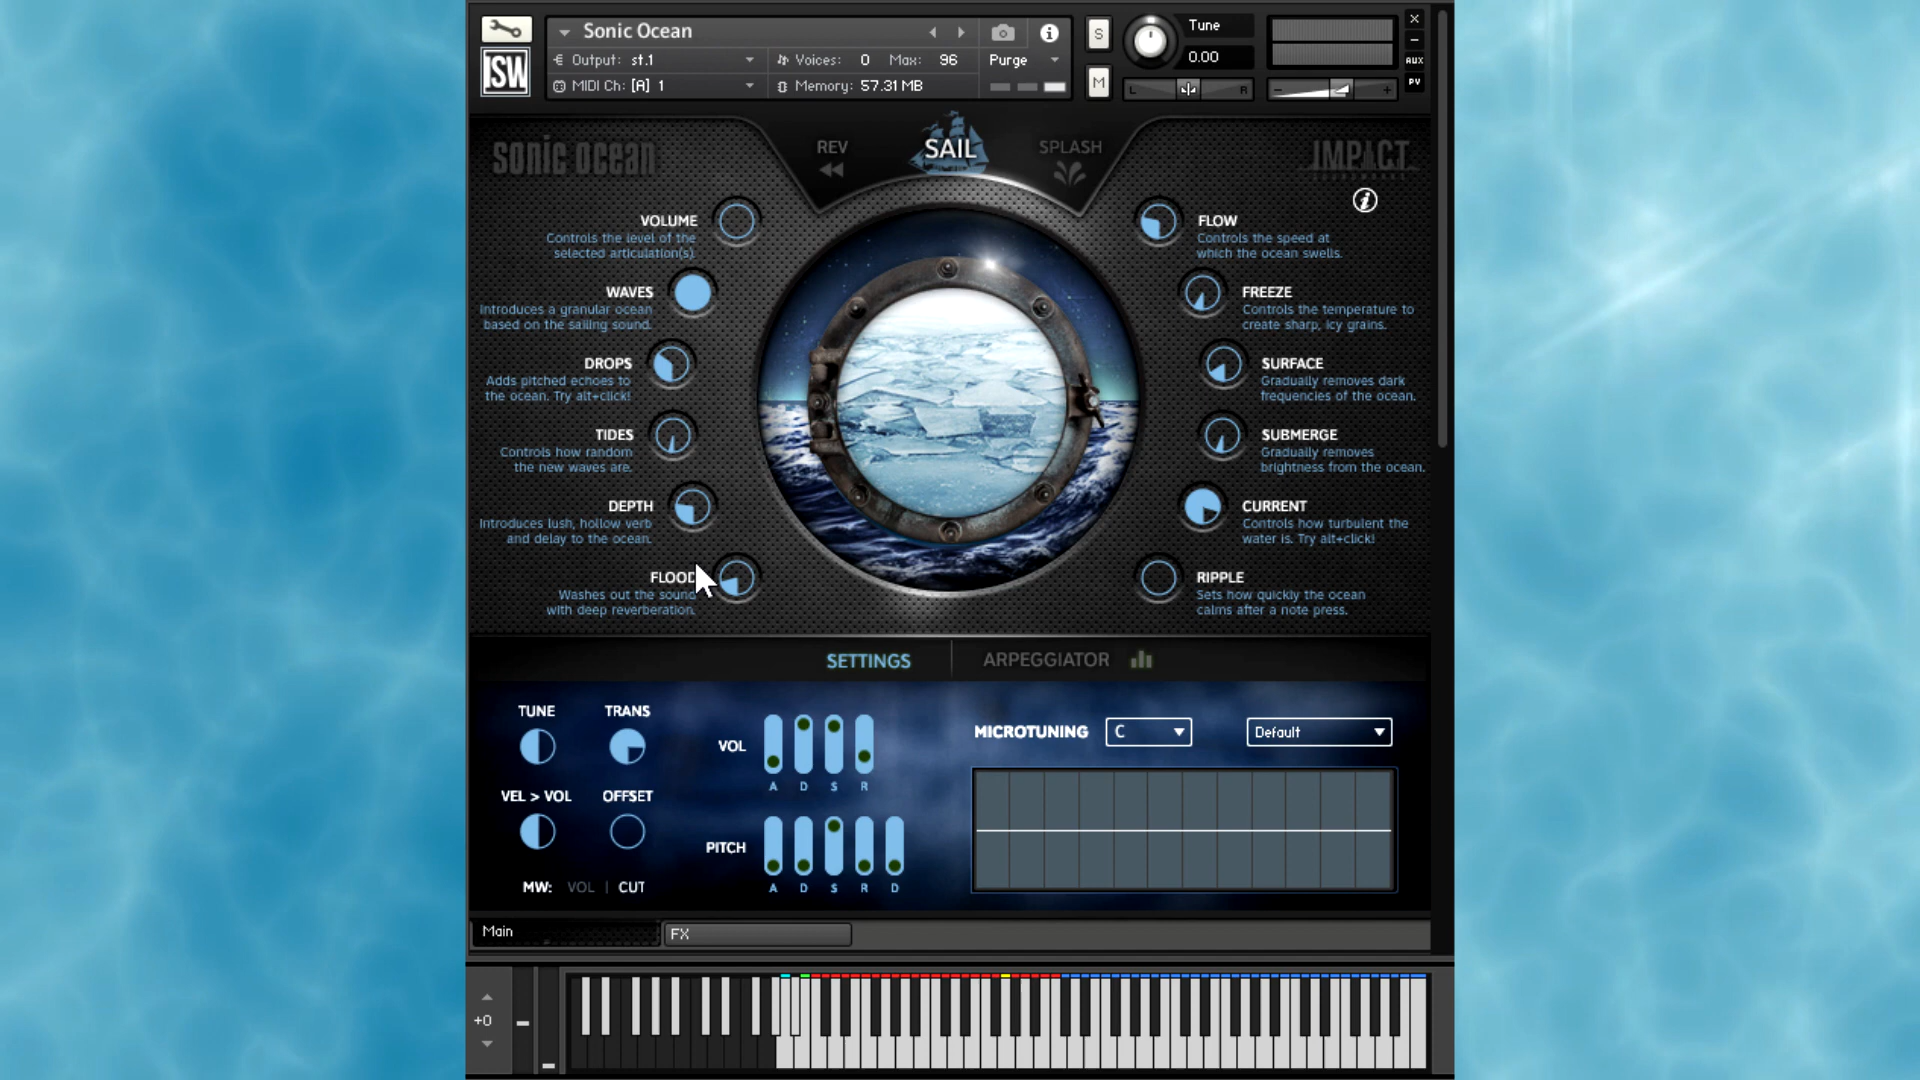 Sonic Ocean
Output: st.1
Voices: 0 Max: 96
Purge
MIDI Ch: [A] 1
Memory: 57.31 MB
S
M
Tune
0.00
L R
- +
×
-
AUX
PV
ISW
sonic ocean
REV
SAIL
SPLASH
IMPACT
SOUNDWORKS
i
VOLUME
Controls the level of the
selected articulation(s).
WAVES
Introduces a granular ocean
based on the sailing sound.
DROPS
Adds pitched echoes to
the ocean. Try alt+click!
TIDES
Controls how random
the new waves are.
DEPTH
Introduces lush, hollow verb
and delay to the ocean.
FLOOD
Washes out the sound
with deep reverberation.
FLOW
Controls the speed at
which the ocean swells.
FREEZE
Controls the temperature to
create sharp, icy grains.
SURFACE
Gradually removes dark
frequencies of the ocean.
SUBMERGE
Gradually removes
brightness from the ocean.
CURRENT
Controls how turbulent the
water is. Try alt+click!
RIPPLE
Sets how quickly the ocean
calms after a note press.
SETTINGS | ARPEGGIATOR
TUNE TRANS
VEL > VOL OFFSET
MW: VOL | CUT
VOL
A D S R
PITCH
A D S R D
MICROTUNING C Default
Main FX
+0